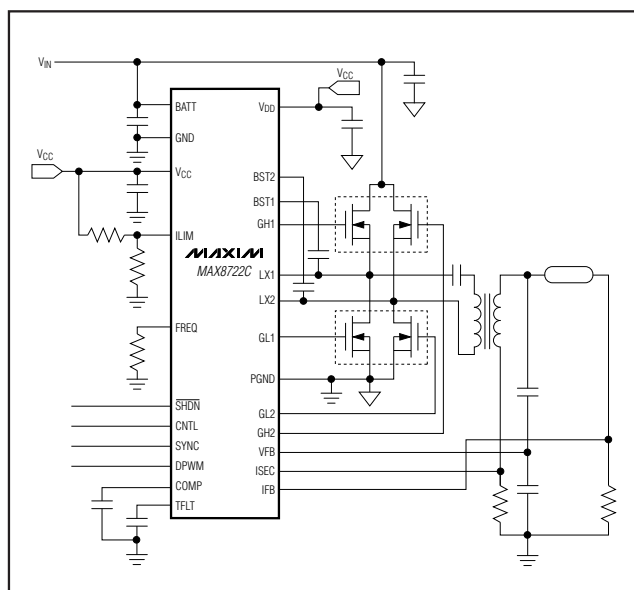 VIN
VCC
BATT
VDD
GND
VCC
VCC
BST2
BST1
GH1
ILIM
MAXIM
MAX8722C
LX1
LX2
FREQ
GL1
PGND
SHDN
GL2
CNTL
GH2
SYNC
VFB
DPWM
ISEC
COMP
IFB
TFLT